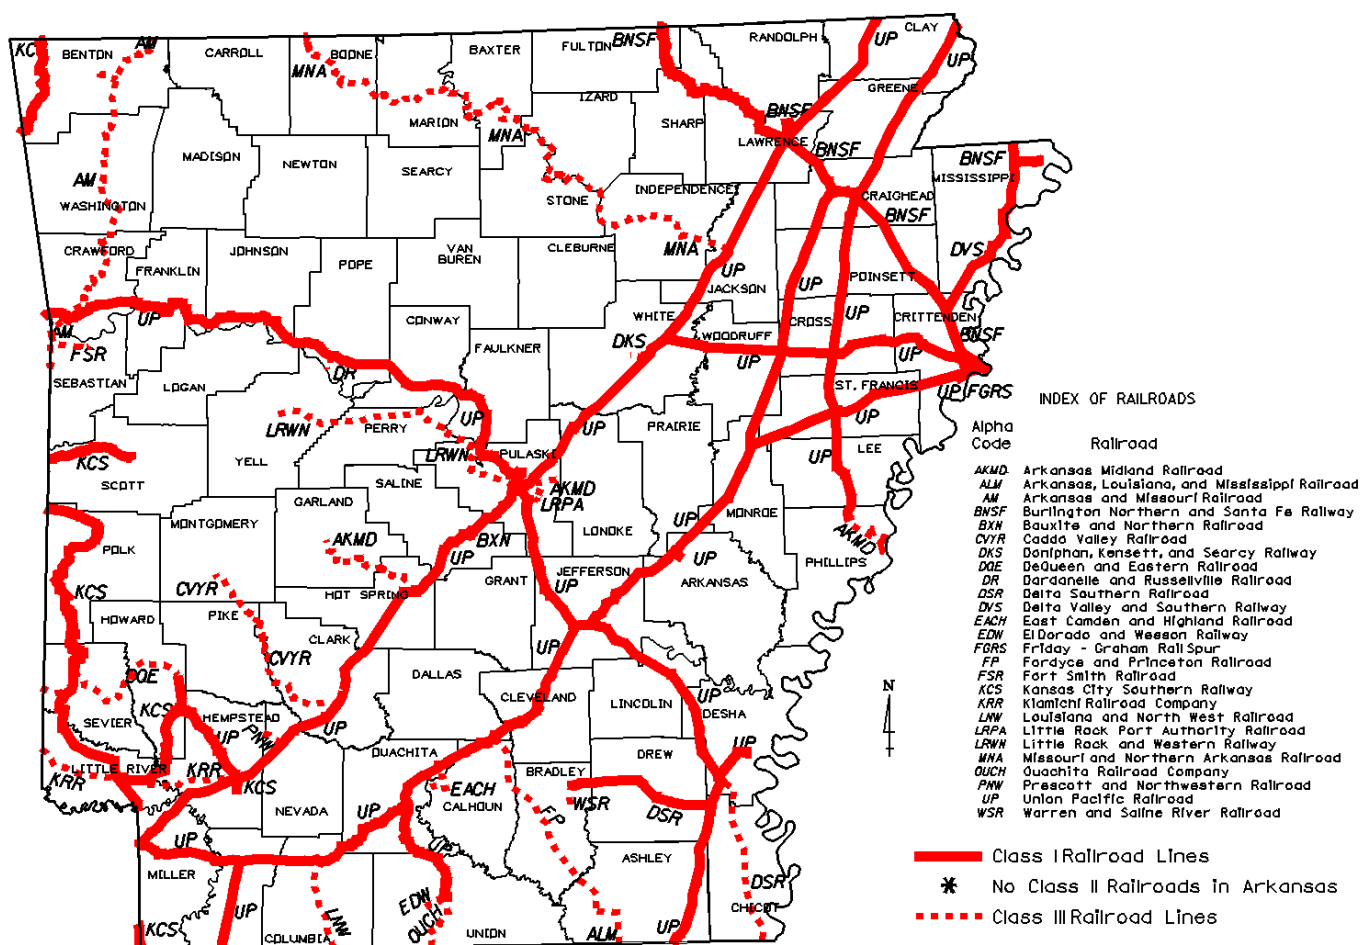 UP
CLAY
RANDOLPH
BNSF
FULTON
BAXTER
BOONE
CARROLL
AM
BENTON
KC
UP
GREENE
MNA
IZARD
BNSF
MARION
MNA
SHARP
LAWRENCE
BNSF
BNSF
MISSISSIPPI
MADISON
NEWTON
SEARCY
AM
WASHINGTON
STONE
INDEPENDENCE
CRAIGHEAD
BNSF
CRAWFORD
JOHNSON
VAN
BUREN
CLEBURNE
MNA
DVS
FRANKLIN
POPE
UP
JACKSON
UP
POINSETT
UP
AM
UP
CONWAY
WHITE
CROSS
UP
CRITTENDEN
BNSF
FSR
FAULKNER
DKS
WOODRUFF
UP
UP
SEBASTIAN
LOGAN
DR
ST. FRANCIS
UP
FGRS
LRWN
PERRY
UP
UP
PRAIRIE
UP
LRWN
PULASKI
UP
LEE
KCS
SCOTT
YELL
SALINE
GARLAND
AKMD
LRPA
MONTGOMERY
LONOKE
MONROE
UP
AKMD
POLK
AKMD
UP
BXN
UP
PHILLIPS
KCS
CVYR
GRANT
JEFFERSON
UP
ARKANSAS
HOT SPRING
HOWARD
PIKE
CLARK
UP
CVYR
DALLAS
DQE
CLEVELAND
LINCOLN
UP
DESHA
SEVIER
KCS
HEMPSTEAD
UP
PNW
UP
OUACHITA
DREW
UP
LITTLE RIVER
KRR
KRR
KCS
BRADLEY
EACH
CALHOUN
WSR
DSR
NEVADA
UP
FP
UP
UP
ASHLEY
MILLER
DSR
EDW
OUCH
CHICOT
UP
LNW
KCS
COLUMBIA
UNION
ALM
UP
N
INDEX OF RAILROADS
Alpha
Code Railroad
AKMD Arkansas Midland Railroad
ALM Arkansas, Louisiana, and Mississippi Railroad
AM Arkansas and Missouri Railroad
BNSF Burlington Northern and Santa Fe Railway
BXN Bauxite and Northern Railroad
CVYR Caddo Valley Railroad
DKS Doniphan, Kensett, and Searcy Railway
DQE DeQueen and Eastern Railroad
DR Dardanelle and Russellville Railroad
DSR Delta Southern Railroad
DVS Delta Valley and Southern Railway
EACH East Camden and Highland Railroad
EDW El Dorado and Wesson Railway
FGRS Friday - Graham Rail Spur
FP Fordyce and Princeton Railroad
FSR Fort Smith Railroad
KCS Kansas City Southern Railway
KRR Kiamichi Railroad Company
LNW Louisiana and North West Railroad
LRPA Little Rock Port Authority Railroad
LRWN Little Rock and Western Railway
MNA Missouri and Northern Arkansas Railroad
OUCH Ouachita Railroad Company
PNW Prescott and Northwestern Railroad
UP Union Pacific Railroad
WSR Warren and Saline River Railroad
Class I Railroad Lines
No Class II Railroads in Arkansas
Class III Railroad Lines